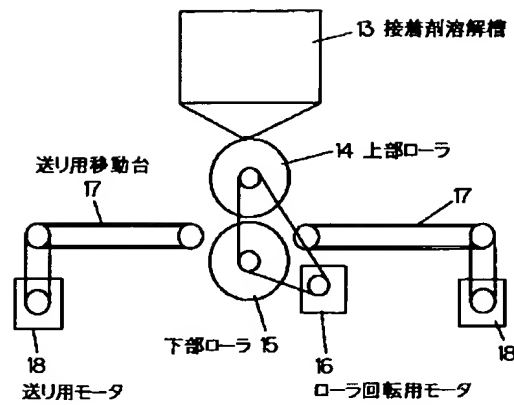 13 接着剤溶解槽
14 上部ローラ
送り用移動台
17
17
下部ローラ 15
16
18
18
送り用モータ
ローラ回転用モータ